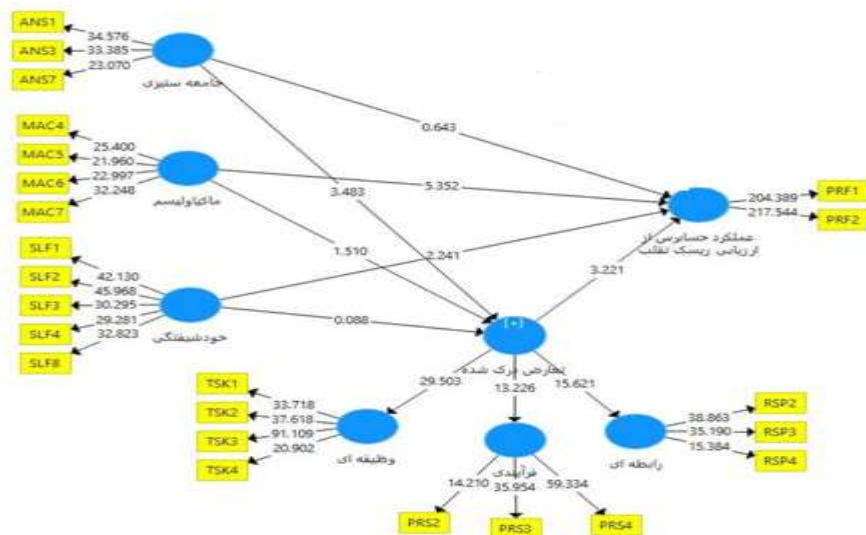 ANS1
34.576
ANS3
33.385
ANS7
23.070
جامعه ستیزی
0.643
MAC4
25.400
MAC5
21.960
MAC6
22.997
MAC7
32.248
ماکیاولیسم
3.483
5.352
1.510
204.389
PRF1
217.544
PRF2
عملکرد حسابرس از
ارزیابی ریسک تقلب
SLF1
42.130
SLF2
45.968
SLF3
30.295
SLF4
29.281
SLF8
32.823
خودشیفتگی
2.241
0.088
3.221
[+]
تعارض درک شده
29.503
13.226
15.621
TSK1
33.718
TSK2
37.618
TSK3
91.109
TSK4
20.902
وظیفه ای
فرآیندی
رابطه ای
RSP2
38.863
RSP3
35.190
RSP4
15.384
14.210
35.954
59.334
PRS2
PRS3
PRS4